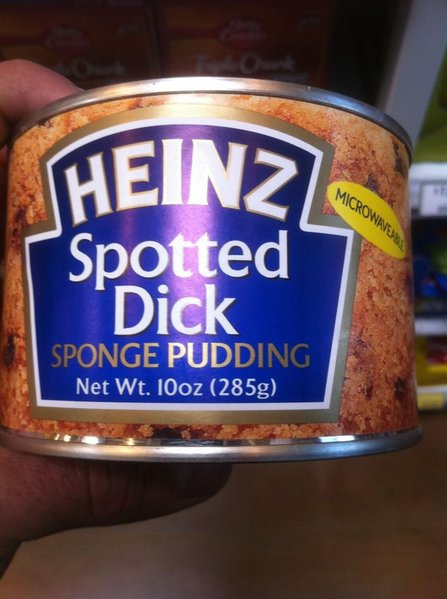 HEINZ
Spotted
Dick
SPONGE PUDDING
Net Wt. 10oz (285g)
MICROWAVEABLE